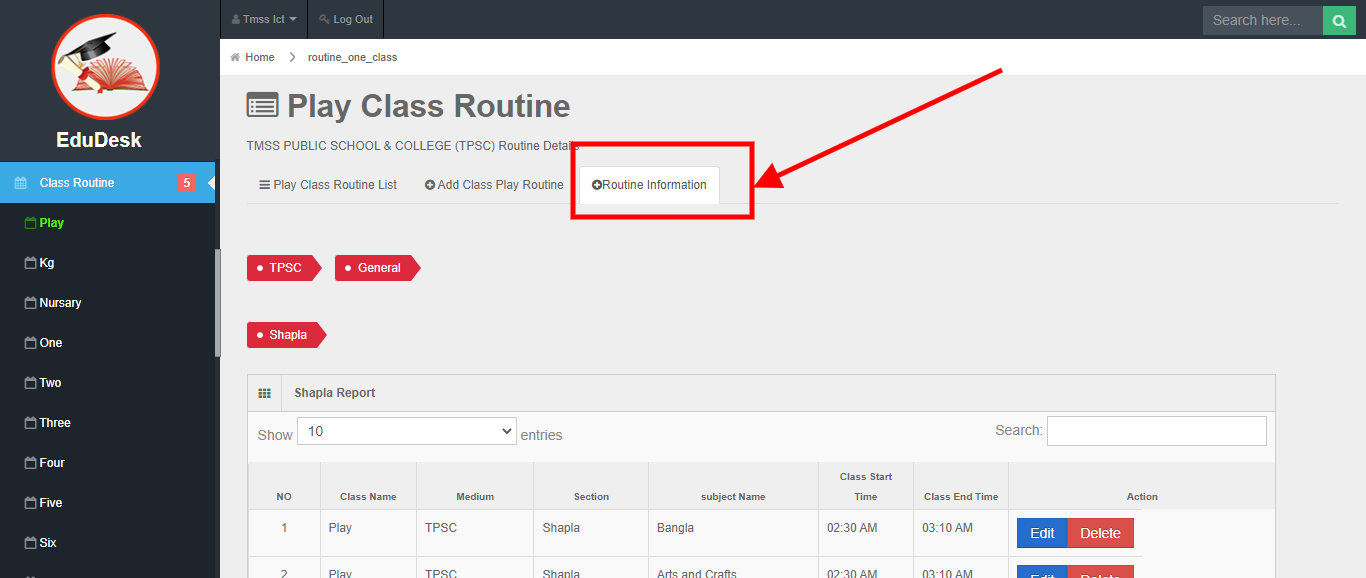 Tmss Ict
Log Out
Search here...
EduDesk
Home
routine_one_class
Play Class Routine
TMSS PUBLIC SCHOOL & COLLEGE (TPSC) Routine Details
Class Routine 5
Play Class Routine List
Add Class Play Routine
Routine Information
Play
Kg
Nursary
One
Two
Three
Four
Five
Six
TPSC
General
Shapla
Shapla Report
Show 10 entries
Search:
NO Class Name Medium Section subject Name Class Start Time Class End Time Action
1 Play TPSC Shapla Bangla 02:30 AM 03:10 AM Edit Delete
2 Play TPSC Shapla Arts and Crafts 02:30 AM 03:10 AM Edit Delete